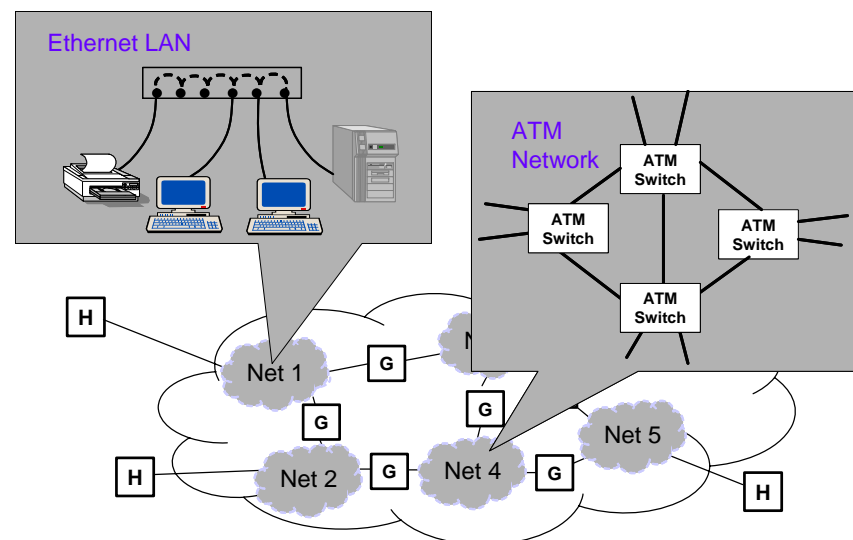 Ethernet LAN
ATM
Network
ATM
Switch
ATM
Switch
ATM
Switch
ATM
Switch
H
G
Net 1
G
G
Net 5
H
Net 2
G
Net 4
G
H